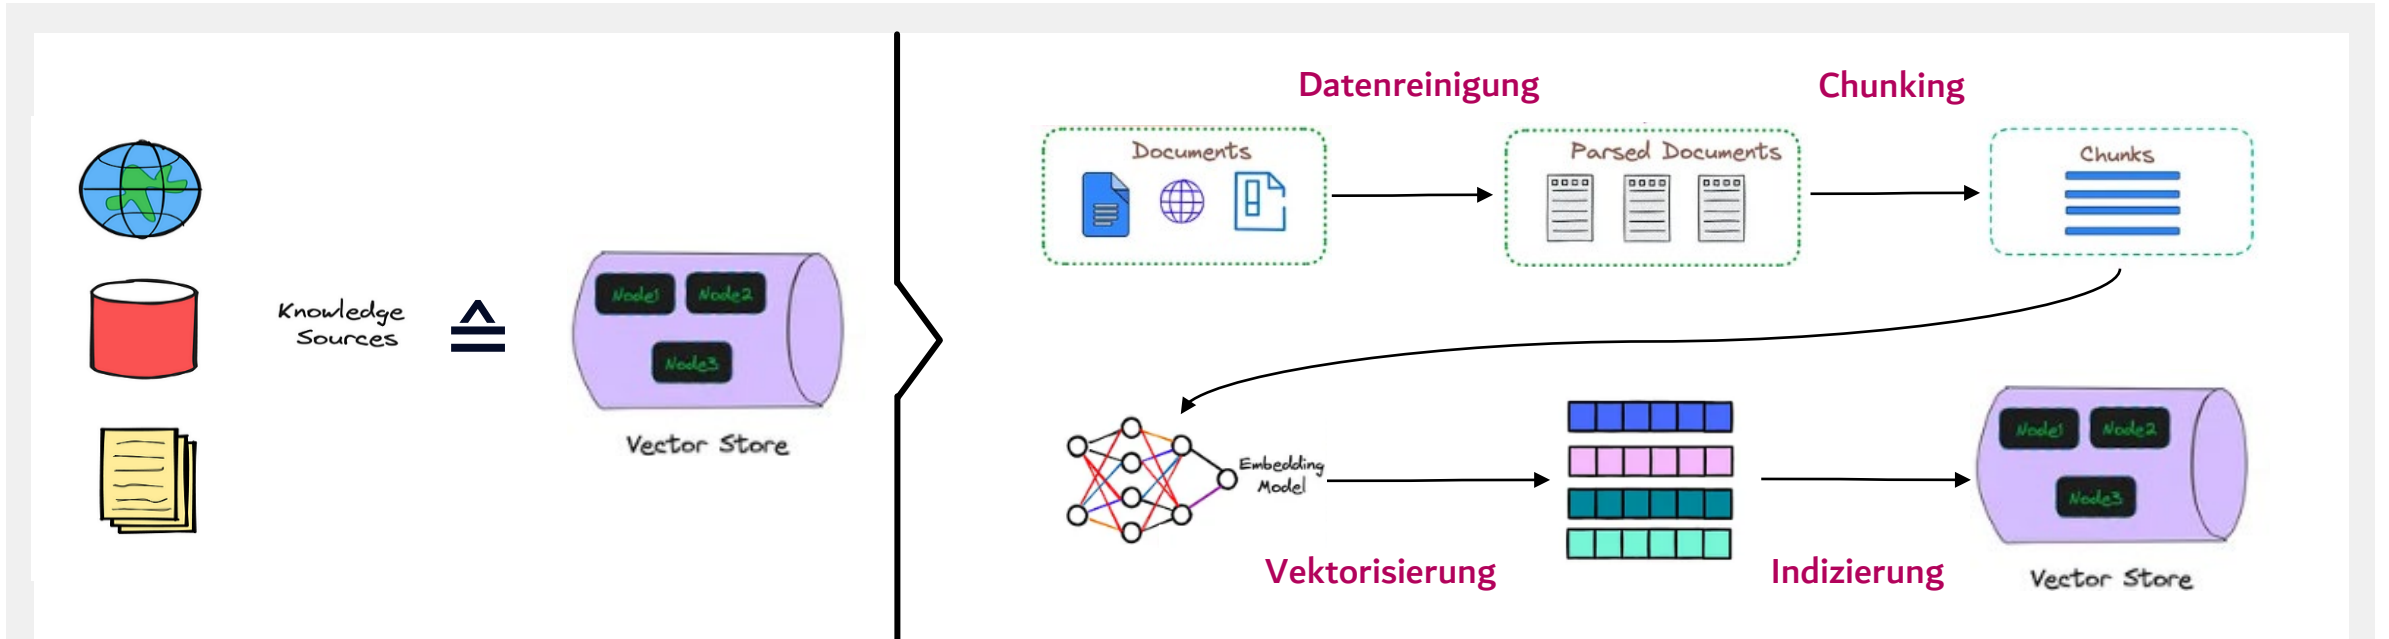 Knowledge
Sources
≙
Node1
Node2
Node3
Vector Store
Datenreinigung
Chunking
Documents
Parsed Documents
Chunks
Embedding
Model
Vektorisierung
Indizierung
Node1
Node2
Node3
Vector Store